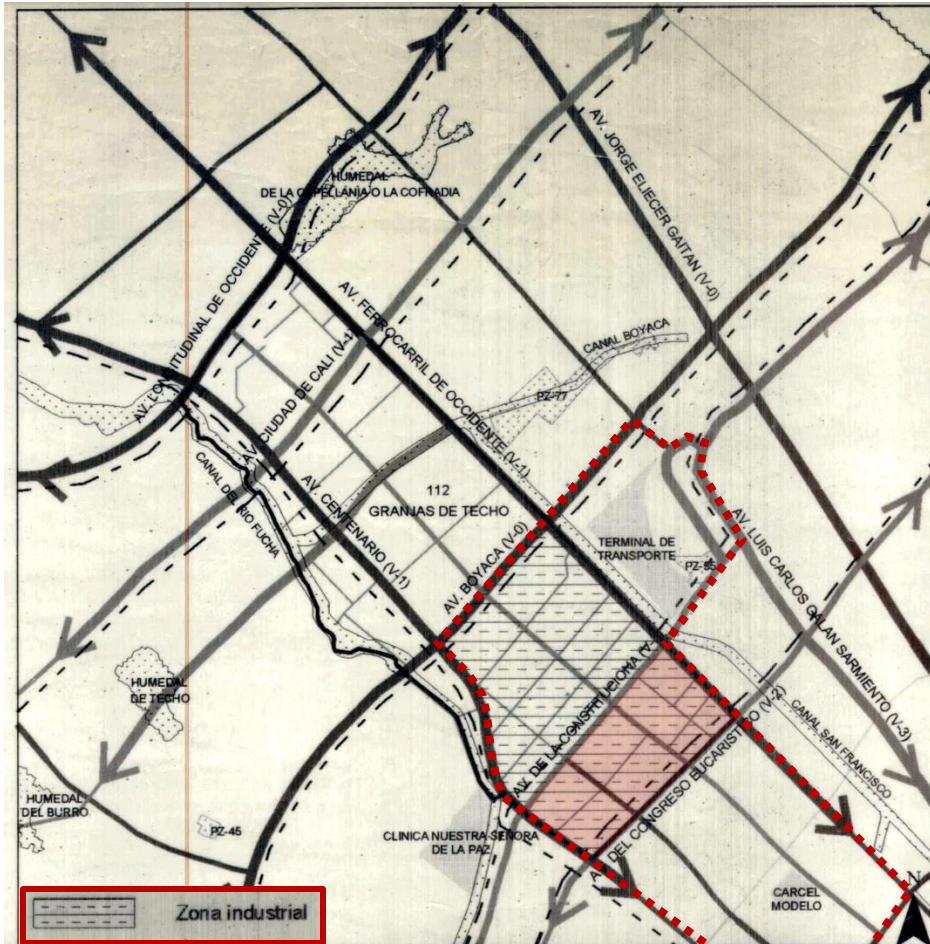 HUMEDAL
DE LA CAPELLANIA O LA COFRADIA
AV. JORGE ELIECER GAITAN (V-0)
AV. LONGITUDINAL DE OCCIDENTE (V-0)
AV. FERROCARRIL DE OCCIDENTE (V-1)
CANAL BOYACA
AV. CIUDAD DE CALI (V-1)
PZ-77
CANAL DEL RIO FUCHA
AV. CENTENARIO (V-1)
112
GRANJAS DE TECHO
AV. BOYACA (V-0)
TERMINAL DE
TRANSPORTE
PZ-85
AV. LUIS CARLOS GALAN SARMIENTO (V-3)
HUMEDAL
DE TECHO
AV. DE LA CONSTITUCION
DEL CONGRESO EUCARISTICO (V-2)
CANAL SAN FRANCISCO
HUMEDAL
DEL BURRO
PZ-45
CLINICA NUESTRA SEÑORA
DE LA PAZ
CARCEL
MODELO
N
Zona industrial